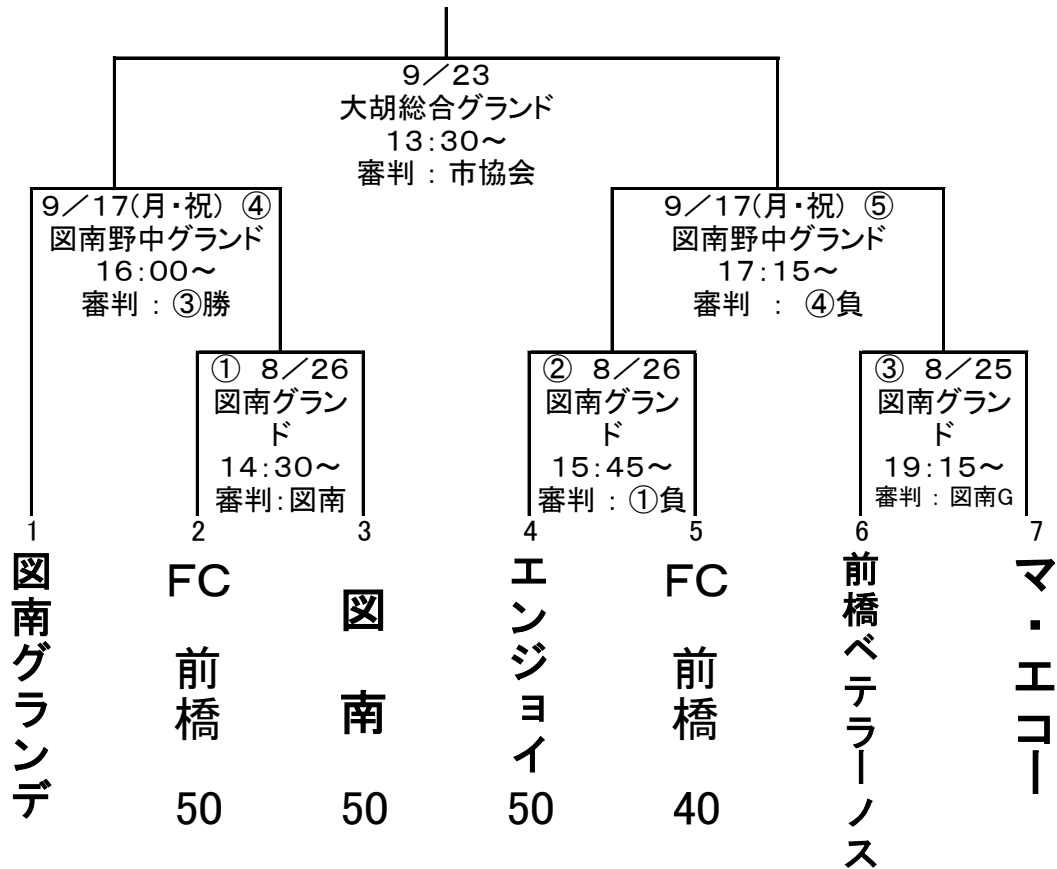 9／23
大胡総合グランド
13：30～
審判：市協会
9／17(月・祝) ④
図南野中グランド
16：00～
審判：③勝
9／17(月・祝) ⑤
図南野中グランド
17：15～
審判 ： ④負
① 8／26
図南グラン
ド
14：30～
審判：図南
② 8／26
図南グラン
ド
15：45～
審判：①負
③ 8／25
図南グラン
ド
19：15～
審判：図南G
1
2
3
4
5
6
7
図南グランデ
FC 前橋 50
図南 50
エンジョイ 50
FC 前橋 40
前橋ベテラーノス
マ・エコー